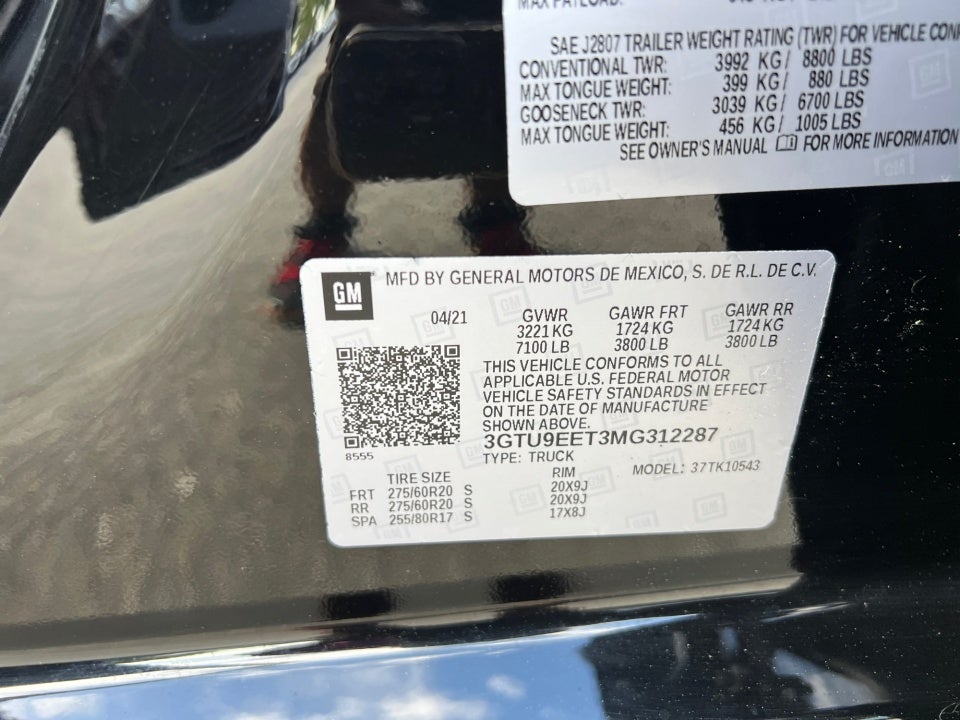 MAX PAYLOAD:
SAE J2807 TRAILER WEIGHT RATING (TWR) FOR VEHICLE
CONVENTIONAL TWR: 3992 KG / 8800 LBS
MAX TONGUE WEIGHT: 399 KG / 880 LBS
GOOSENECK TWR: 3039 KG / 6700 LBS
MAX TONGUE WEIGHT: 456 KG / 1005 LBS
SEE OWNER'S MANUAL FOR MORE INFORMATION
GM
MFD BY GENERAL MOTORS DE MEXICO, S. DE R.L. DE C.V.
04/21 GVWR GAWR FRT GAWR RR
3221 KG 1724 KG 1724 KG
7100 LB 3800 LB 3800 LB
THIS VEHICLE CONFORMS TO ALL
APPLICABLE U.S. FEDERAL MOTOR
VEHICLE SAFETY STANDARDS IN EFFECT
ON THE DATE OF MANUFACTURE
SHOWN ABOVE.
3GTU9EET3MG312287
8555
TYPE: TRUCK MODEL: 37TK10543
TIRE SIZE RIM
FRT 275/60R20 S 20X9J
RR 275/60R20 S 20X9J
SPA 255/80R17 S 17X8J